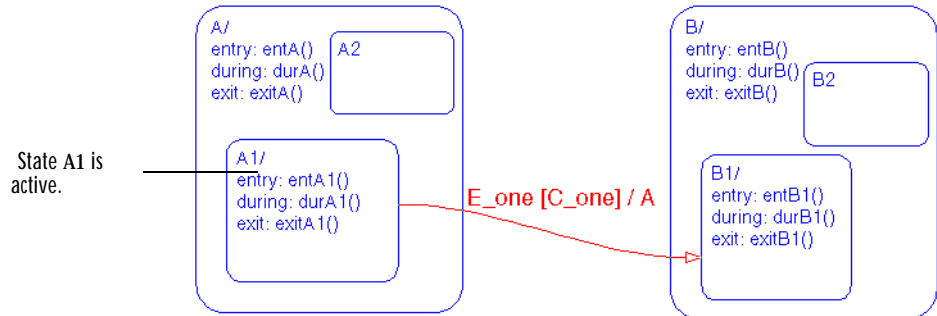 A/
entry: entA()
during: durA()
exit: exitA()
A2
State A1 is
active.
A1/
entry: entA1()
during: durA1()
exit: exitA1()
E_one [C_one] / A
B/
entry: entB()
during: durB()
exit: exitB()
B2
B1/
entry: entB1()
during: durB1()
exit: exitB1()